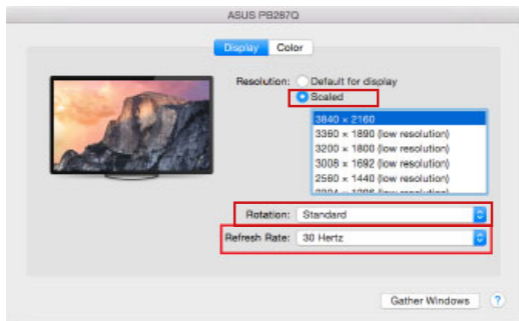 ASUS PB287Q
Display Color
Resolution: Default for display
Scaled
3840 × 2160
3360 × 1890 (low resolution)
3200 × 1800 (low resolution)
3008 × 1692 (low resolution)
2560 × 1440 (low resolution)
Rotation: Standard
Refresh Rate: 30 Hertz
Gather Windows ?